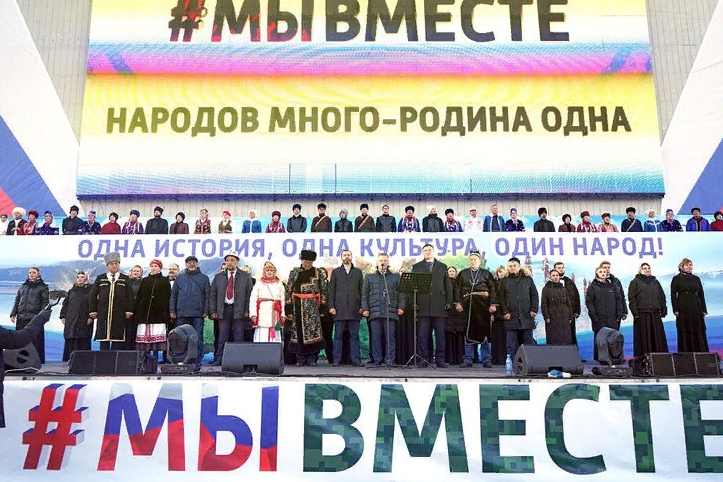 #МЫВМЕСТЕ
НАРОДОВ МНОГО-РОДИНА ОДНА
ОДНА ИСТОРИЯ, ОДНА КУЛЬТУРА, ОДИН НАРОД!
#МЫВМЕСТЕ